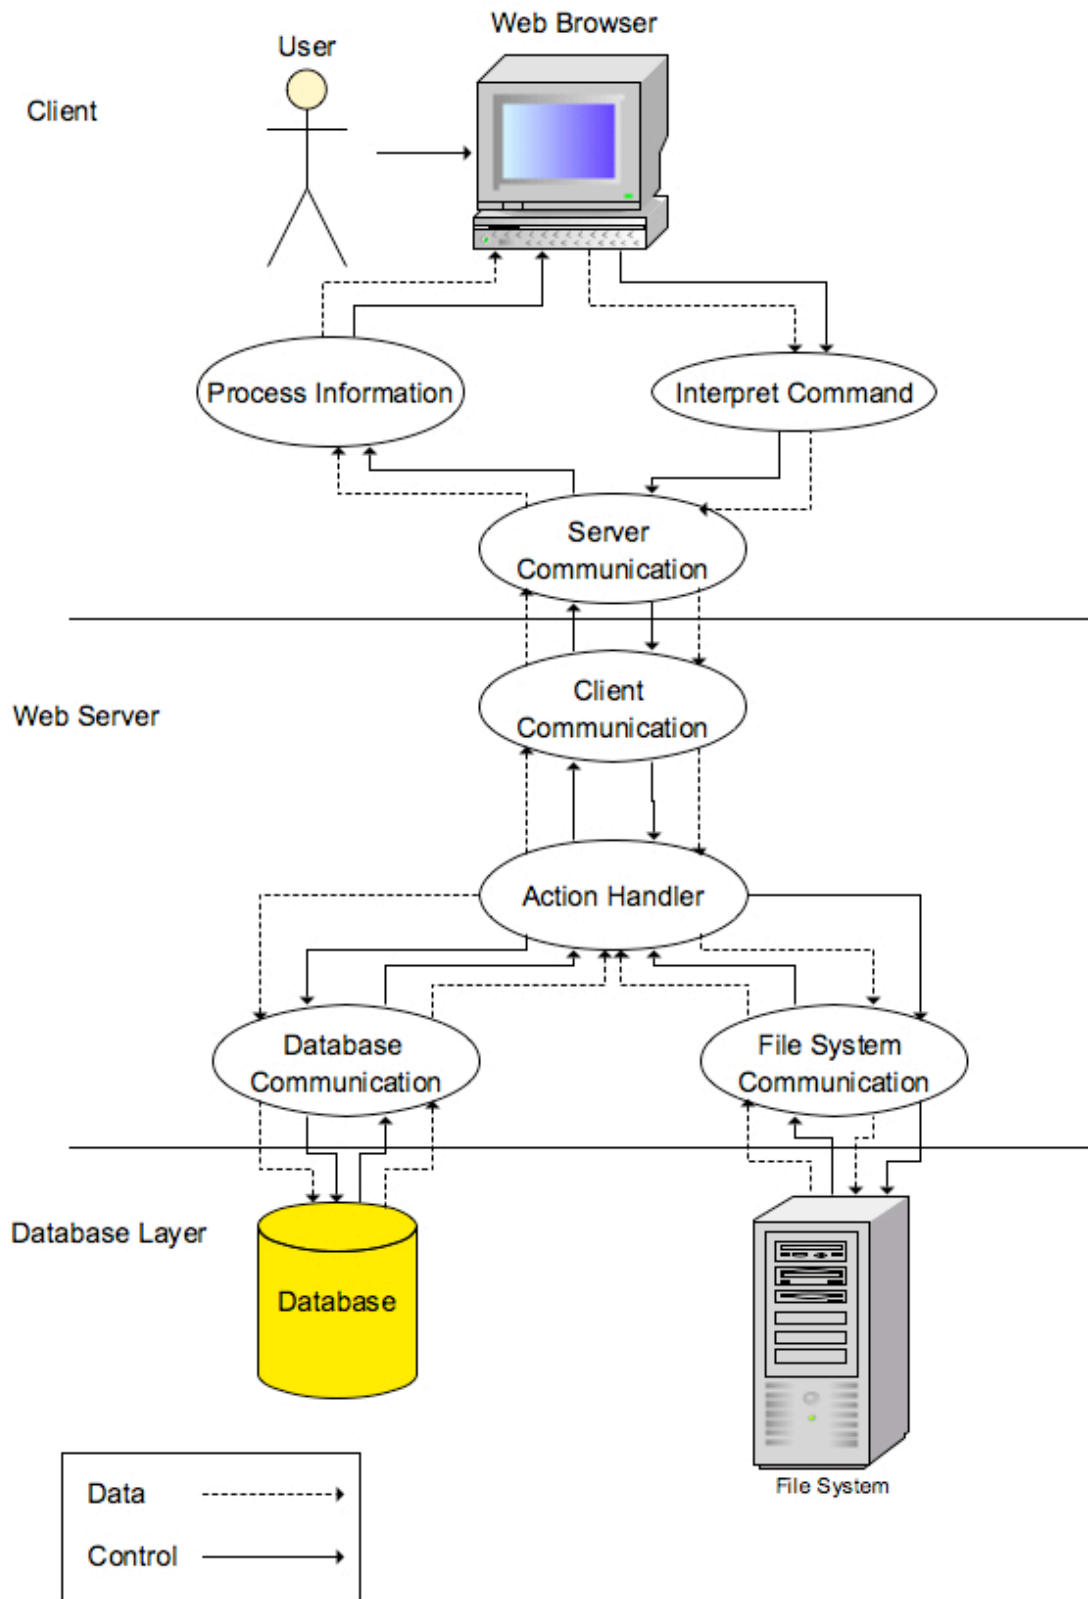 Web Browser
User
Client
Process Information
Interpret Command
Server
Communication
Client
Communication
Web Server
Action Handler
Database
Communication
File System
Communication
Database Layer
Database
File System
Data
Control